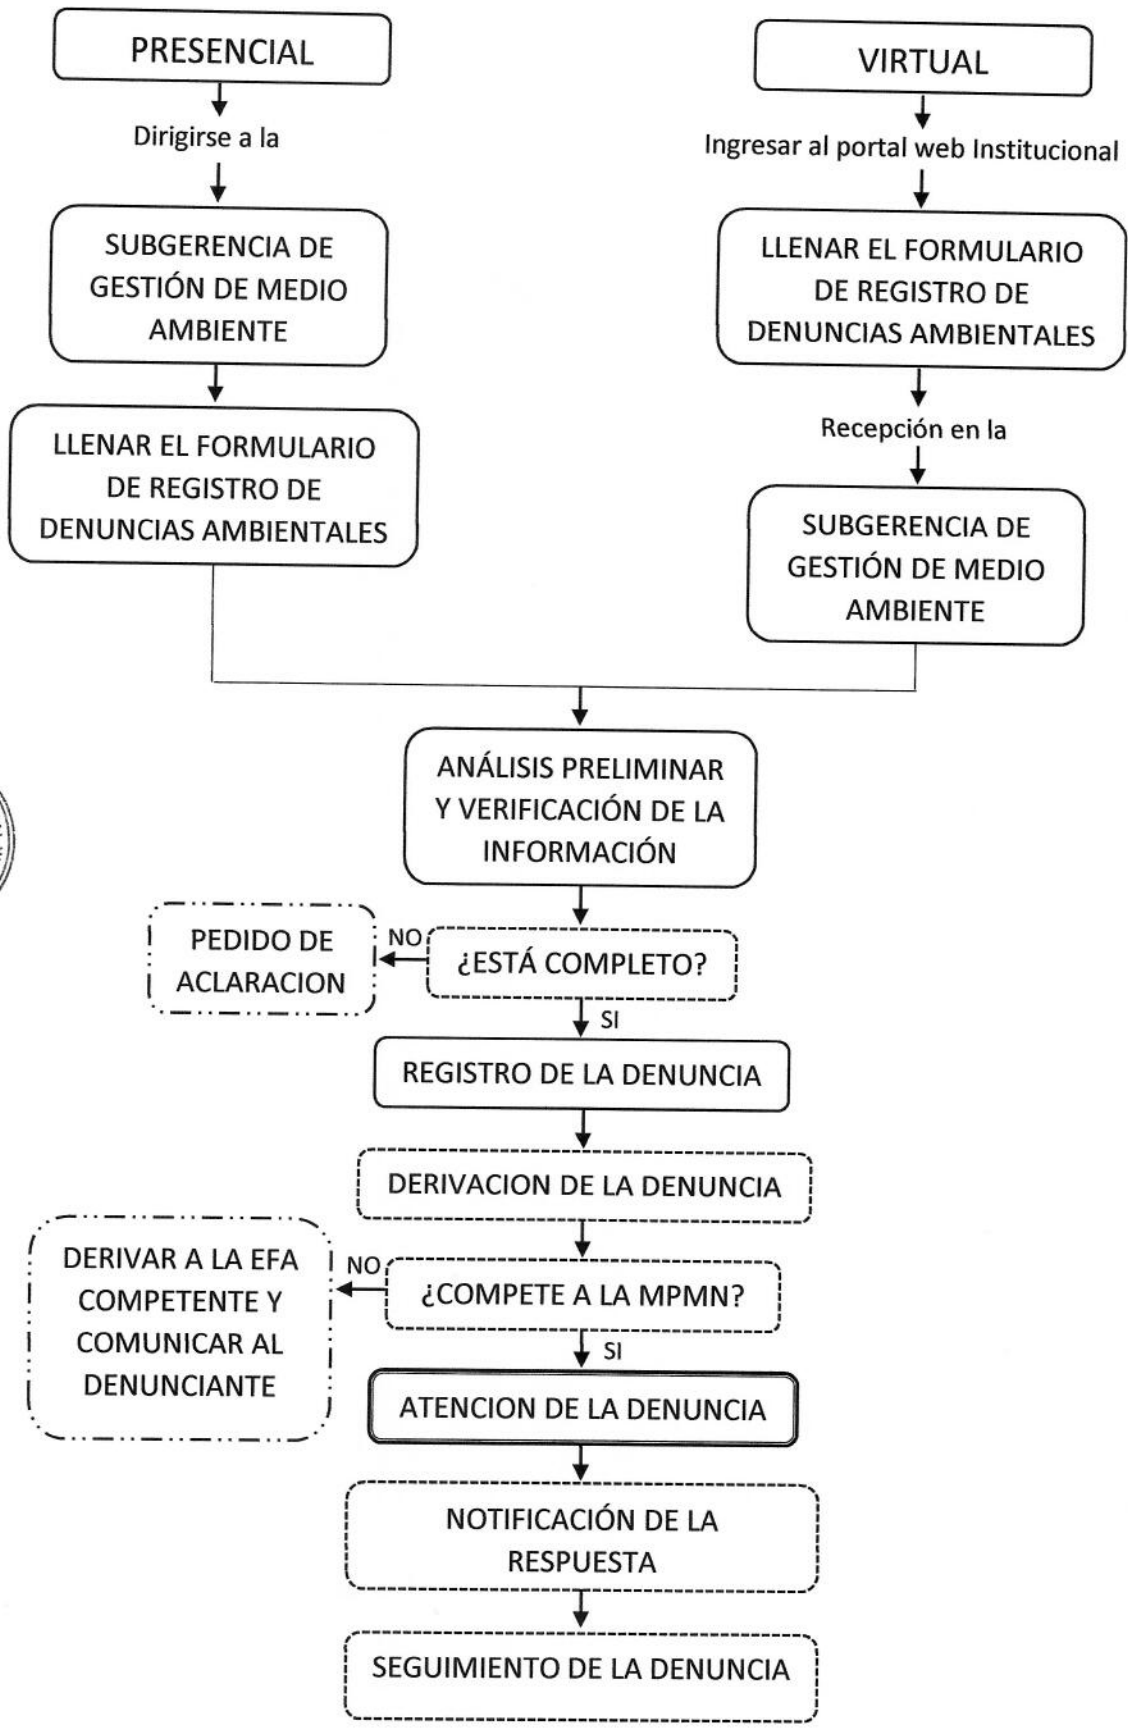 PRESENCIAL
Dirigirse a la
SUBGERENCIA DE
GESTIÓN DE MEDIO
AMBIENTE
LLENAR EL FORMULARIO
DE REGISTRO DE
DENUNCIAS AMBIENTALES
VIRTUAL
Ingresar al portal web Institucional
LLENAR EL FORMULARIO
DE REGISTRO DE
DENUNCIAS AMBIENTALES
Recepción en la
SUBGERENCIA DE
GESTIÓN DE MEDIO
AMBIENTE
ANÁLISIS PRELIMINAR
Y VERIFICACIÓN DE LA
INFORMACIÓN
¿ESTÁ COMPLETO?
NO
PEDIDO DE
ACLARACION
SI
REGISTRO DE LA DENUNCIA
DERIVACION DE LA DENUNCIA
¿COMPETE A LA MPMN?
NO
DERIVAR A LA EFA
COMPETENTE Y
COMUNICAR AL
DENUNCIANTE
SI
ATENCION DE LA DENUNCIA
NOTIFICACIÓN DE LA
RESPUESTA
SEGUIMIENTO DE LA DENUNCIA